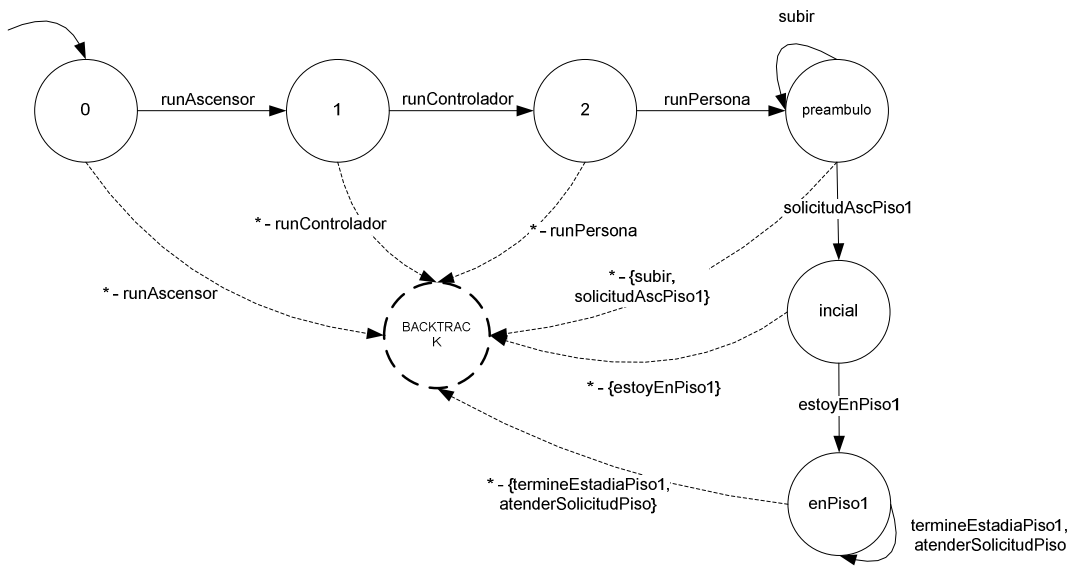 subir
0
runAscensor
1
runControlador
2
runPersona
preambulo
solicitudAscPiso1
* - runControlador
* - runPersona
* - {subir,
solicitudAscPiso1}
* - runAscensor
incial
BACKTRAC
K
* - {estoyEnPiso1}
estoyEnPiso1
* - {termineEstadiaPiso1,
atenderSolicitudPiso}
enPiso1
termineEstadiaPiso1,
atenderSolicitudPiso